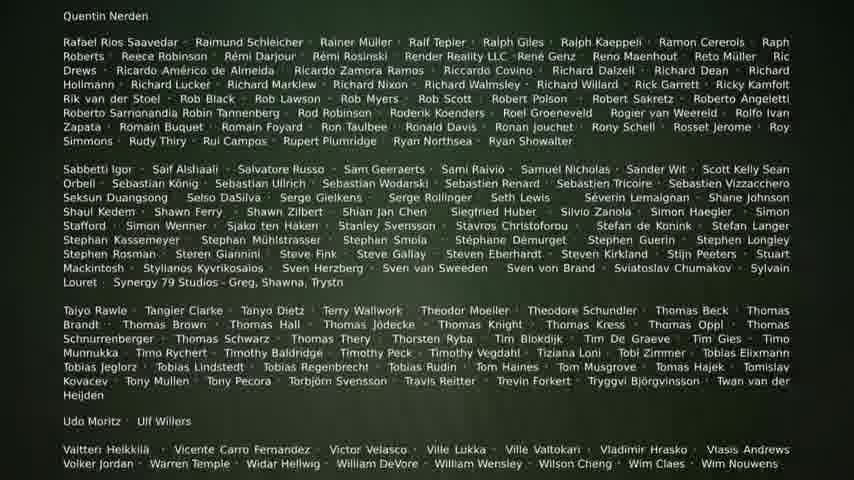 Quentin Nerden
Rafael Rios Saavedar · Raimund Schleicher · Rainer Müller · Ralf Tepler · Ralph Giles · Ralph Kaeppeli · Ramon Cererols · Raph
Roberts · Reece Robinson · Rémi Darjour · Rémi Rosinski · Render Reality LLC · René Genz · Reno Maenhout · Reto Müller · Ric
Drews · Ricardo Américo de Almeida · Ricardo Zamora Ramos · Riccardo Covino · Richard Dalzell · Richard Dean · Richard
Hollmann · Richard Lucker · Richard Marklew · Richard Nixon · Richard Walmsley · Richard Willard · Rick Garrett · Ricky Kamfolt
Rik van der Stoel · Rob Black · Rob Lawson · Rob Myers · Rob Scott · Robert Polson · Robert Sakretz · Roberto Angeletti
Roberto Sarrionandia Robin Tannenberg · Rod Robinson · Roderik Koenders · Roel Groeneveld · Rogier van Weereld · Rolfo Ivan
Zapata · Romain Buquet · Romain Foyard · Ron Taulbee · Ronald Davis · Ronan Jouchet · Rony Schell · Rosset Jerome · Roy
Simmons · Rudy Thiry · Rui Campos · Rupert Plumridge · Ryan Northsea · Ryan Showalter
Sabbetti Igor · Saif Alshaali · Salvatore Russo · Sam Geeraerts · Sami Raivio · Samuel Nicholas · Sander Wit · Scott Kelly Sean
Orbell · Sebastian König · Sebastian Ullrich · Sebastian Wodarski · Sebastien Renard · Sebastien Tricoire · Sebastien Vizzacchero
Seksun Duangsong · Selso DaSilva · Serge Gielkens · Serge Rollinger · Seth Lewis · Séverin Lemaignan · Shane Johnson
Shaul Kedem · Shawn Ferry · Shawn Zilbert · Shian Jan Chen · Siegfried Huber · Silvio Zanola · Simon Haegler · Simon
Stafford · Simon Wenner · Sjako ten Haken · Stanley Svensson · Stavros Christoforou · Stefan de Konink · Stefan Langer
Stephan Kassemeyer · Stephan Mühlstrasser · Stephan Smola · Stéphane Démurget · Stephen Guerin · Stephen Longley
Stephen Rosman · Steren Giannini · Steve Fink · Steve Gallay · Steven Eberhardt · Steven Kirkland · Stijn Peeters · Stuart
Mackintosh · Stylianos Kyvrikosaios · Sven Herzberg · Sven van Sweeden · Sven von Brand · Sviatoslav Chumakov · Sylvain
Louret · Synergy 79 Studios - Greg, Shawna, Trystn
Taiyo Rawle · Tangier Clarke · Tanyo Dietz · Terry Wallwork · Theodor Moeller · Theodore Schundler · Thomas Beck · Thomas
Brandt · Thomas Brown · Thomas Hall · Thomas Jödecke · Thomas Knight · Thomas Kress · Thomas Oppl · Thomas
Schnurrenberger · Thomas Schwarz · Thomas Thery · Thorsten Ryba · Tim Blokdijk · Tim De Graeve · Tim Gies · Timo
Munnukka · Timo Rychert · Timothy Baldridge · Timothy Peck · Timothy Vegdahl · Tiziana Loni · Tobi Zimmer · Tobias Elixmann
Tobias Jeglorz · Tobias Lindstedt · Tobias Regenbrecht · Tobias Rudin · Tom Haines · Tom Musgrove · Tomas Hajek · Tomislav
Kovacev · Tony Mullen · Tony Pecora · Torbjörn Svensson · Travis Reitter · Trevin Forkert · Tryggvi Björgvinsson · Twan van der
Heijden
Udo Moritz · Ulf Willers
Valtteri Heikkilä · Vicente Carro Fernandez · Victor Velasco · Ville Lukka · Ville Valtokari · Vladimir Hrasko · Vlasis Andrews
Volker Jordan · Warren Temple · Widar Hellwig · William DeVore · William Wensley · Wilson Cheng · Wim Claes · Wim Nouwens